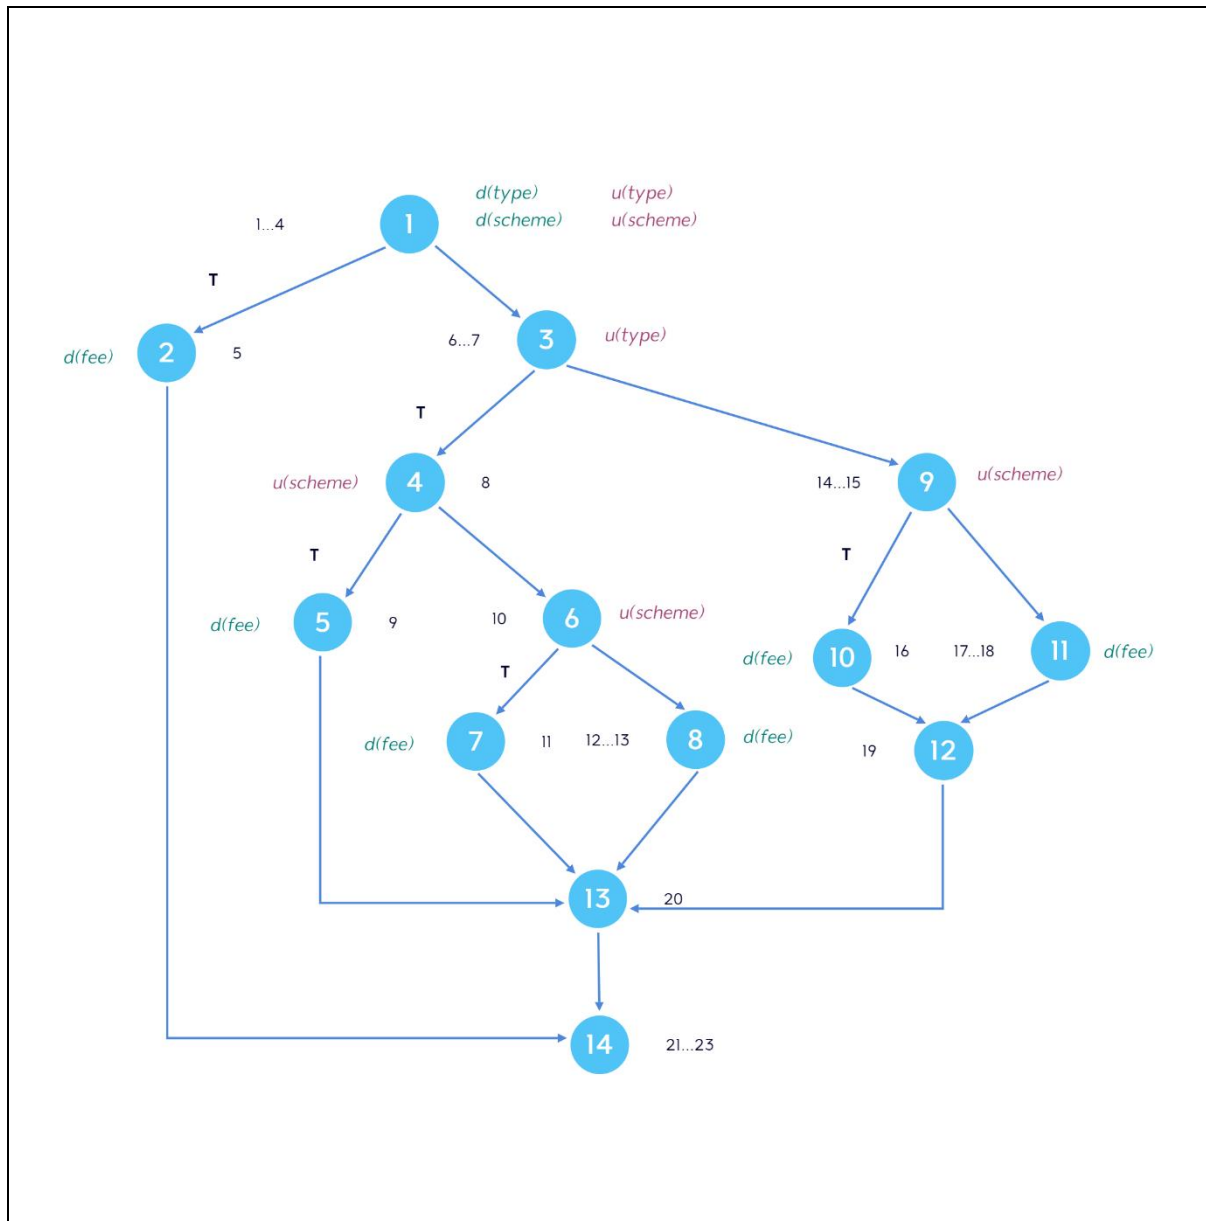 d(type) u(type)
1...4 1 d(scheme) u(scheme)
T
d(fee) 2 5 6...7 3 u(type)
T
u(scheme) 4 8 14...15 9 u(scheme)
T T
d(fee) 5 9 10 6 u(scheme)
d(fee) 10 16 17...18 11 d(fee)
T
d(fee) 7 11 12...13 8 d(fee) 19 12
13 20
14 21...23